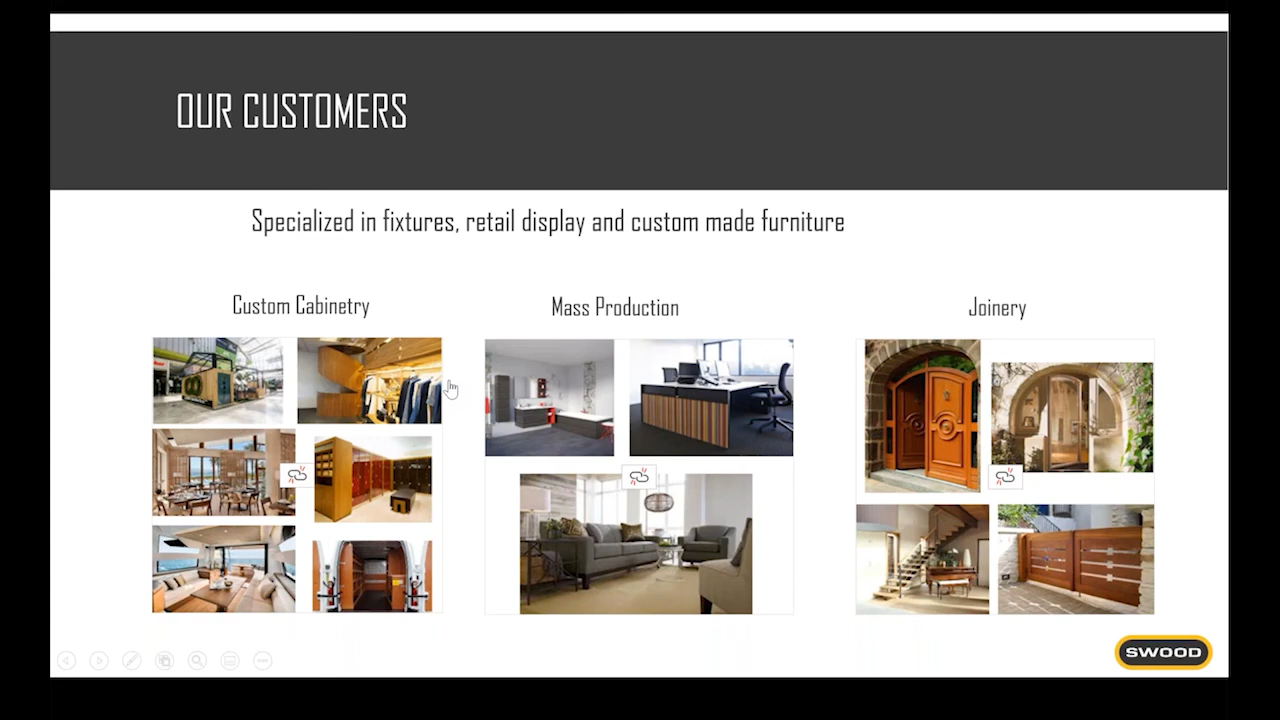 OUR CUSTOMERS
Specialized in fixtures, retail display and custom made furniture
Custom Cabinetry
Mass Production
Joinery
SWOOD